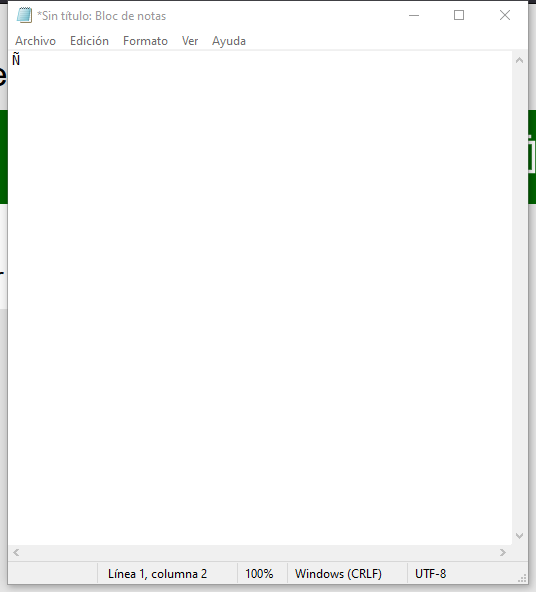 *Sin título: Bloc de notas
Archivo Edición Formato Ver Ayuda
Ñ
Línea 1, columna 2 100% Windows (CRLF) UTF-8